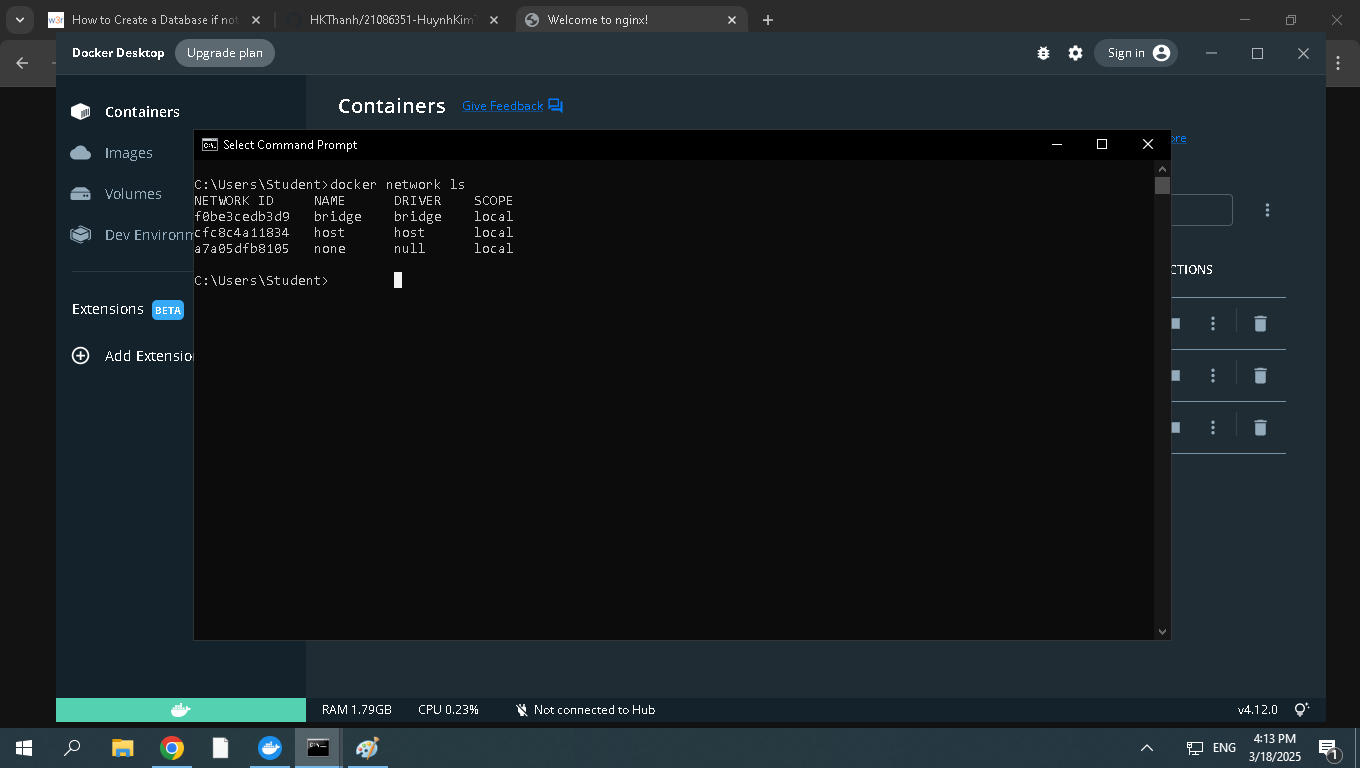 How to Create a Database if not
HKThanh/21086351-HuynhKim
Welcome to nginx!
Docker Desktop
Upgrade plan
Sign in
Containers
Images
Volumes
Dev Environm
Extensions BETA
Add Extensio
Containers
Give Feedback
ore
CTIONS
Select Command Prompt
C:\Users\Student>docker network ls
NETWORK ID     NAME      DRIVER    SCOPE
f0be3cedb3d9   bridge    bridge    local
cfc8c4a11834   host      host      local
a7a05dfb8105   none      null      local
C:\Users\Student>
RAM 1.79GB CPU 0.23% Not connected to Hub v4.12.0
ENG
4:13 PM
3/18/2025
1